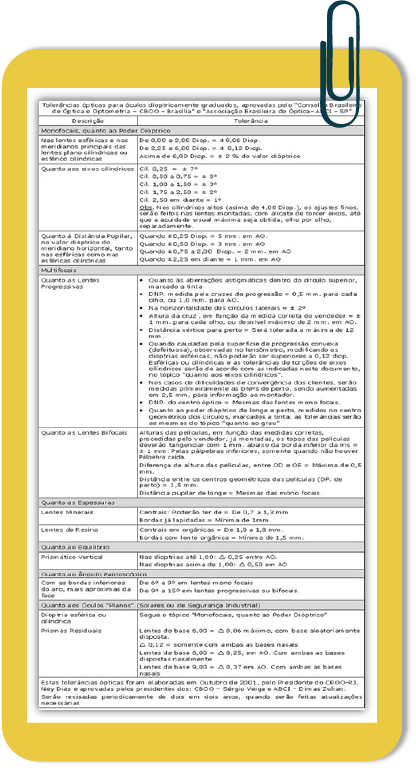 Tolerâncias ópticas para óculos dioptricamente graduados, aprovadas pelo "Conselho Brasileiro
de Óptica e Optometria – CBOO – Brasília" e "Associação Brasileira do Óptica– ABCI – SP"
Descrição Tolerância
Monofocais, quanto ao Poder Dióptrico
Nas lentes esféricas e nos
meridianos principais das
lentes plano cilíndricas ou
esférico cilíndricas
De 0,00 a 2,00 Diop. = ±0,06 Diop.
De 2,25 a 6,00 Diop. = ± 0,12 Diop.
Acima de 6,00 Diop. = ± 2 % do valor dióptrico
Quanto aos eixos cilíndricos
Cil. 0,25 = ± 7º
Cil. 0,50 a 0,75 = ± 5º
Cil. 1,00 a 1,50 = ± 3º
Cil. 1,75 a 2,50 = ± 2º
Cil. 2,50 em diante = 1º
Obs. Nos cilíndricos altos (acima de 4,00 Diop.), os ajustes finos,
serão feitos nas lentes montadas, com alicate de torcer eixos, até
que a acuidade visual máxima seja obtida, olho por olho,
separadamente.
Quanto à Distância Pupilar,
no valor dióptrico do
meridiano horizontal, tanto
nas esféricas como nas
esféricas cilíndricas
Quando ±0,25 Diop. = 5 mm. em AO
Quando ±0,50 Diop. = 3 mm. em AO
Quando ±0,75 a 2,00 Diop. = 2 mm. em AO
Quando ±2,25 em diante = 1 mm. em AO
Multifocais
Quanto as Lentes
Progressivas
• Quanto às aberrações astigmáticas dentro do círculo superior,
marcado a tinta
• DNP. medida pela cruzes de progressão = 0,5 mm. para cada
olho, ou 1,0 mm. para AO.
• Na horizontalidade dos círculos laterais = ± 2º
• Altura da cruz , em função da medida correta do vendedor = ±
1 mm. para cada olho, ou desnível máximo de 2 mm. em AO.
• Distância vértice para perto = Será tolerada a máxima de 12
mm.
• Quando causadas pela superfície de progressão convexa
(defeituosa), observadas no lensômetro, modificando as
dioptrias esféricas, não poderão ser superiores a 0,12 diop.
Esféricas ou cilíndricas e as tolerâncias de torções de eixos
cilíndricos serão de acordo com as indicadas neste documento,
no tópico "quanto aos eixos cilíndricos".
• Nos casos de dificuldades de convergência dos clientes, serão
medidas primeiramente as DNPs de perto, sendo aumentadas
em 2,5 mm. para informação ao montador.
• DNP. do centro óptico = Mesmas das lentes mono focais.
• Quanto ao poder dióptrico de longe e perto, medidos no centro
geométrico dos círculos, marcados a tinta, as tolerâncias serão
as mesmas do tópico "quanto ao grau"
Quanto as Lentes Bifocais
Alturas das películas, em função das medidas corretas,
procedidas pelo vendedor, já montadas, os topos das películas
deverão tangenciar com 1 mm. abaixo da borda inferior da íris =
± 1 mm. Pelas pálpebras inferiores, somente quando não houver
Pálpebra caída.
Diferença de altura das películas, entre OD e OE = Máxima de 0,5
mm.
Distância entre os centros geométricos das películas (DP. de
perto) = 1,5 mm.
Distância pupilar de longe = Mesmas das mono focais.
Quanto as Espessuras
Lentes Minerais
Centrais: Poderão ter de = De 0,7 a 1,3 mm
Bordas já lapidadas = Mínima de 1mm.
Lentes de Resina
Centrais em orgânicas = De 1,0 a 1,8 mm.
Bordas com lente orgânica = Mínima de 1,5 mm.
Quanto ao Equilíbrio
Prismático Vertical
Nas dioptrias até 1,00: △ 0,25 entre AO.
Nas dioptrias acima de 1,00: △ 0,50 em AO
Quanto ao Ângulo Pantoscópico
Com as bordas inferiores
do aro, mais aproximas da
face
De 6º a 9º em lentes mono focais
De 9º a 15º em lentes progressivas ou bifocais.
Quanto aos Óculos "Planos" (Solares ou de Segurança Industrial)
Dioptria esférica ou
cilíndrica
Segue o tópico "Monofocais, quanto ao Poder Dióptrico"
Prismas Residuais
Lentes de base 6,00 = △ 0,06 máximo, com base aleatoriamente
disposta.
△ 0,12 = somente com ambas as bases nasais
Lentes de base 8,00 = △ 0,25, em AO. Com ambas as bases
dispostas nasalmente
Lentes de base 8,00 = △ 0,37 em AO. Com ambas as bases
nasais
Estas tolerâncias ópticas foram elaboradas em Outubro de 2001, pelo Presidente do CROO-RJ,
Ney Dias e aprovadas pelos presidentes dos: CBOO – Sérgio Veiga e ABCI – Dimas Zulian.
Serão revisadas periodicamente de dois em dois anos, quando serão feitas atualizações
necessárias